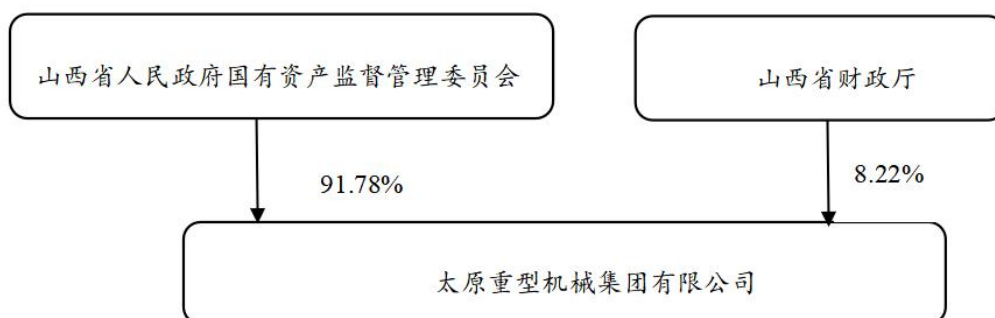 山西省人民政府国有资产监督管理委员会
山西省财政厅
91.78%
8.22%
太原重型机械集团有限公司